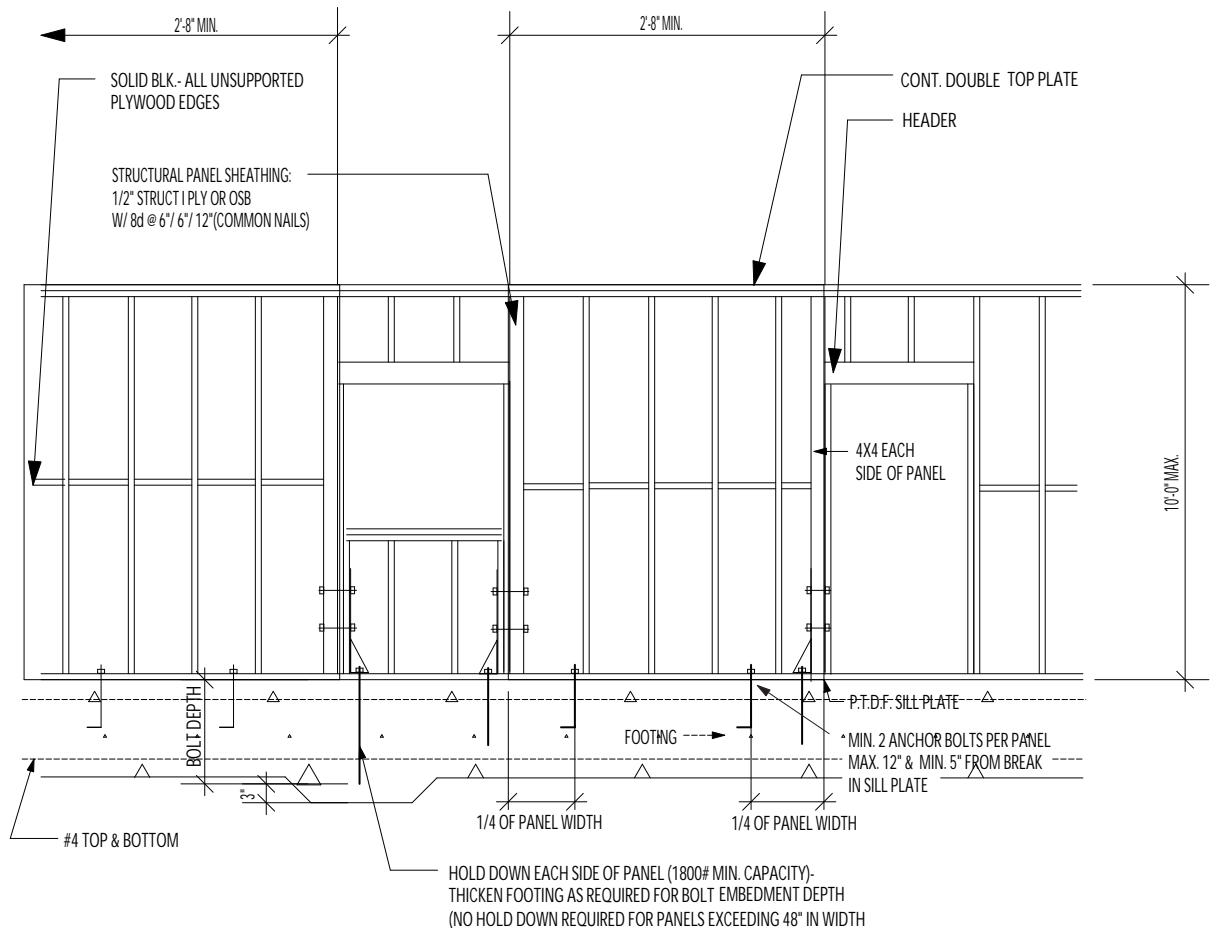 2'-8" MIN.
2'-8" MIN.
SOLID BLK.- ALL UNSUPPORTED
PLYWOOD EDGES
CONT. DOUBLE TOP PLATE
HEADER
STRUCTURAL PANEL SHEATHING:
1/2" STRUCT I PLY OR OSB
W/ 8d @ 6"/ 6"/ 12"(COMMON NAILS)
4X4 EACH
SIDE OF PANEL
10'-0" MAX.
BOLT DEPTH
3"
P.T.D.F. SILL PLATE
FOOTING
MIN. 2 ANCHOR BOLTS PER PANEL
MAX. 12" & MIN. 5" FROM BREAK
IN SILL PLATE
1/4 OF PANEL WIDTH
1/4 OF PANEL WIDTH
#4 TOP & BOTTOM
HOLD DOWN EACH SIDE OF PANEL (1800# MIN. CAPACITY)-
THICKEN FOOTING AS REQUIRED FOR BOLT EMBEDMENT DEPTH
(NO HOLD DOWN REQUIRED FOR PANELS EXCEEDING 48" IN WIDTH